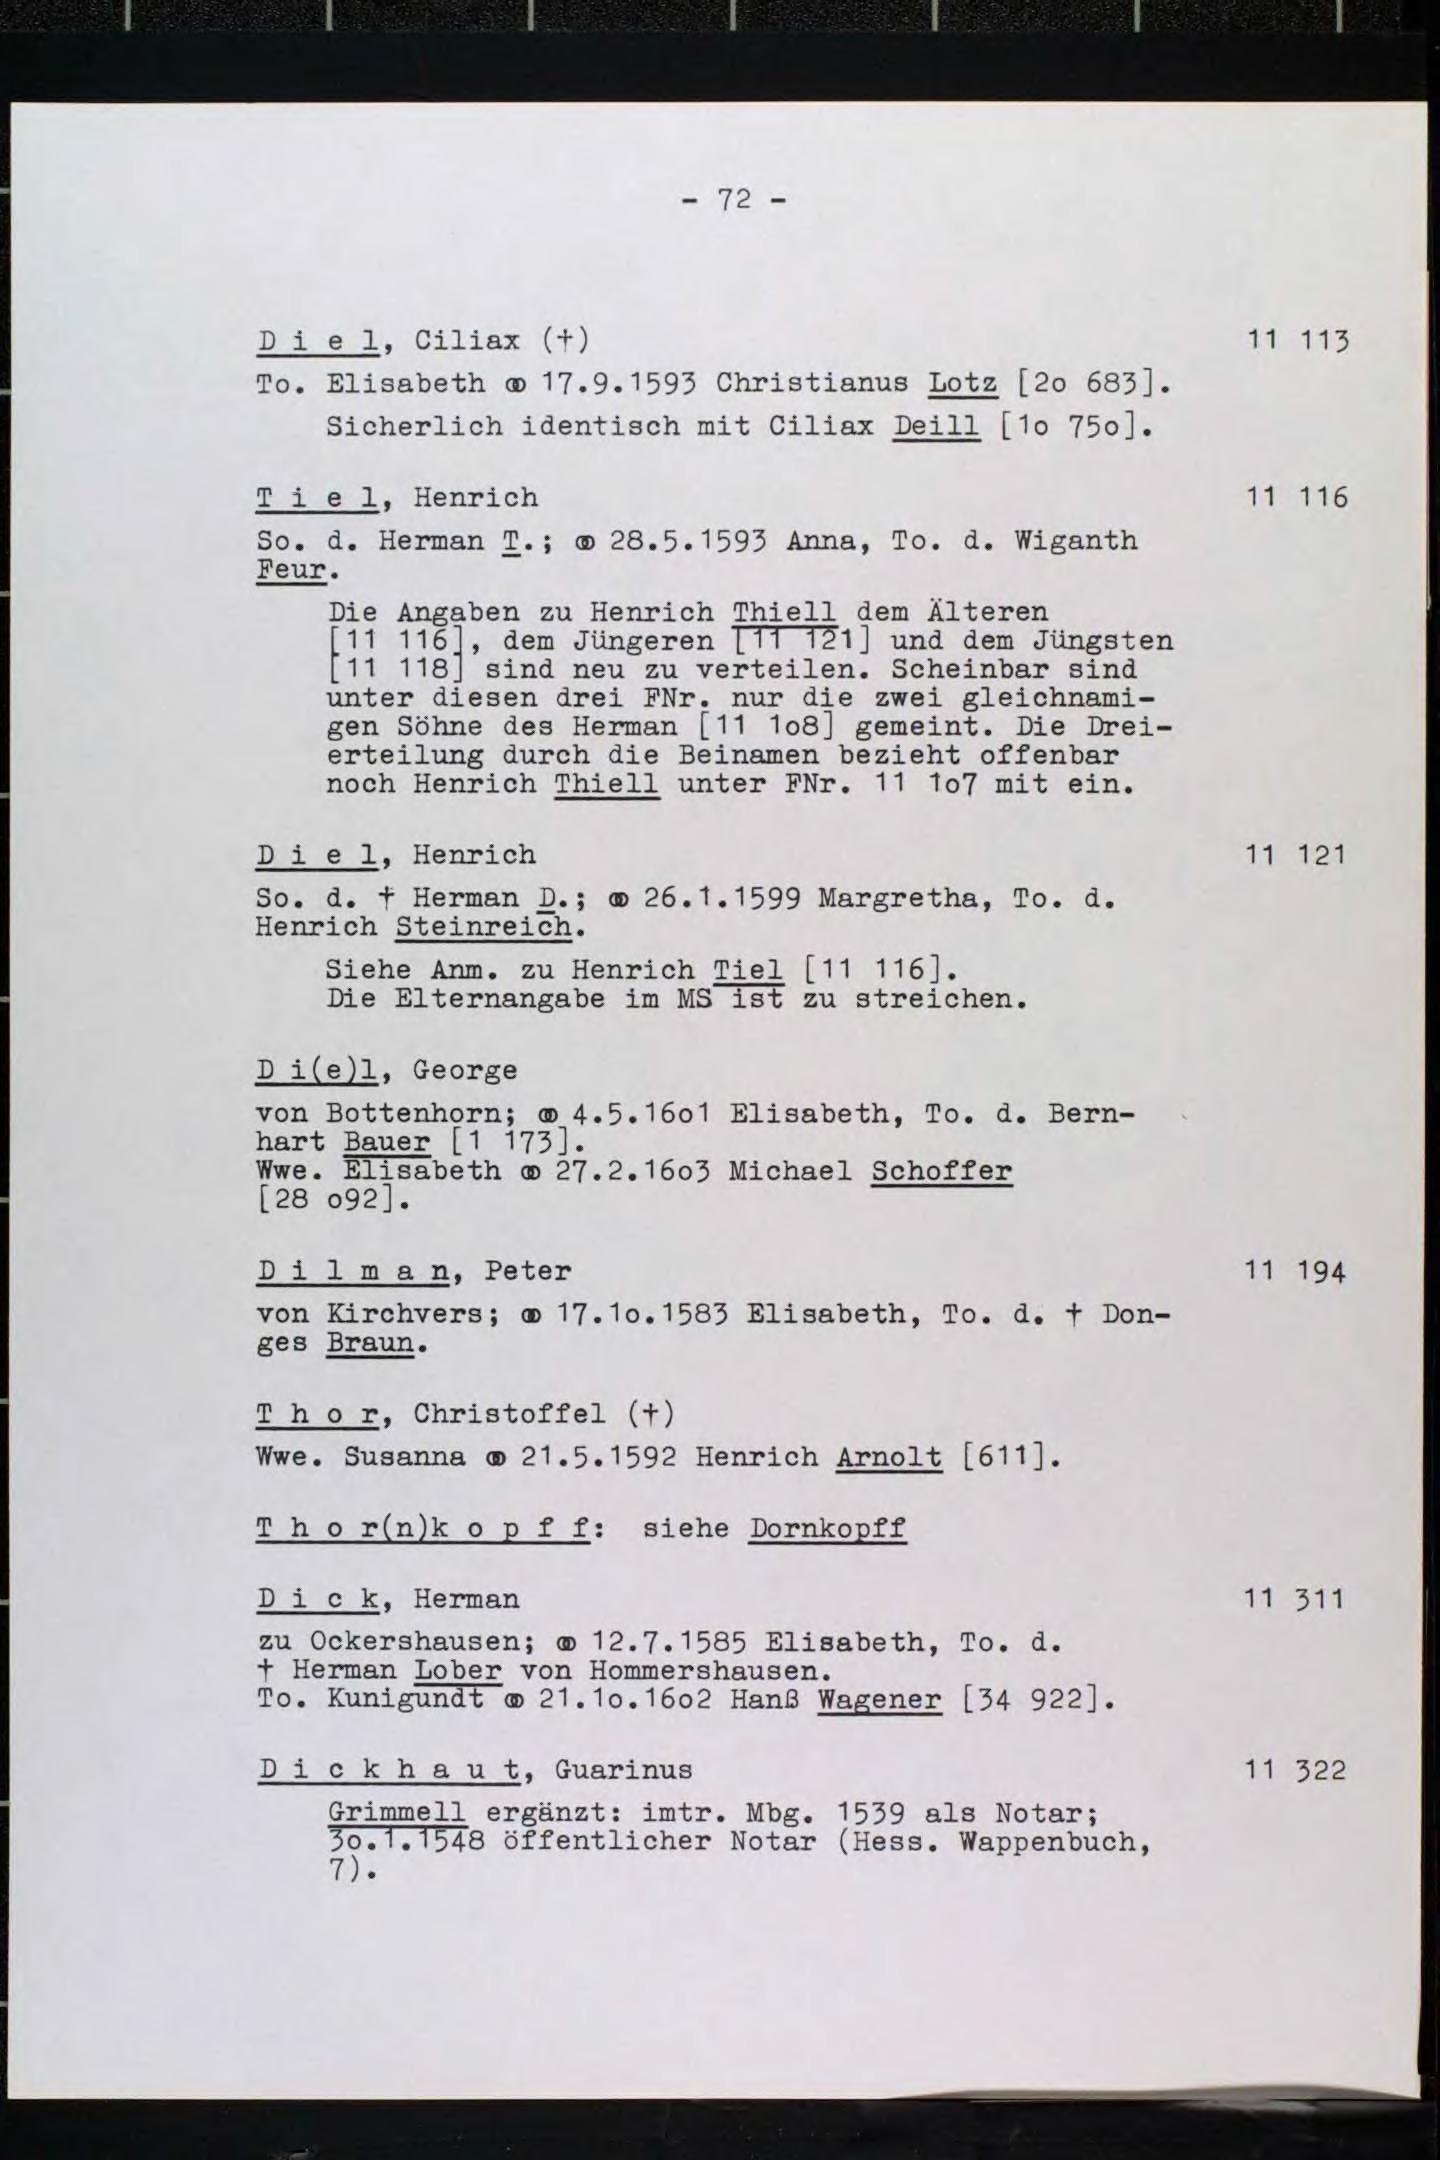 - 72 -
D i e l, Ciliax (†) 11 113
To. Elisabeth ⚭ 17.9.1593 Christianus Lotz [2o 683].
Sicherlich identisch mit Ciliax Deill [1o 75o].
T i e l, Henrich 11 116
So. d. Herman T.; ⚭ 28.5.1593 Anna, To. d. Wiganth
Feur.
Die Angaben zu Henrich Thiell dem Älteren
[11 116], dem Jüngeren [11 121] und dem Jüngsten
[11 118] sind neu zu verteilen. Scheinbar sind
unter diesen drei FNr. nur die zwei gleichnami-
gen Söhne des Herman [11 1o8] gemeint. Die Drei-
erteilung durch die Beinamen bezieht offenbar
noch Henrich Thiell unter FNr. 11 1o7 mit ein.
D i e l, Henrich 11 121
So. d. † Herman D.; ⚭ 26.1.1599 Margretha, To. d.
Henrich Steinreich.
Siehe Anm. zu Henrich Tiel [11 116].
Die Elternangabe im MS ist zu streichen.
D i(e)l, George
von Bottenhorn; ⚭ 4.5.16o1 Elisabeth, To. d. Bern-
hart Bauer [1 173].
Wwe. Elisabeth ⚭ 27.2.16o3 Michael Schoffer
[28 o92].
D i l m a n, Peter 11 194
von Kirchvers; ⚭ 17.1o.1583 Elisabeth, To. d. † Don-
ges Braun.
T h o r, Christoffel (†)
Wwe. Susanna ⚭ 21.5.1592 Henrich Arnolt [611].
T h o r(n)k o p f f: siehe Dornkopff
D i c k, Herman 11 311
zu Ockershausen; ⚭ 12.7.1585 Elisabeth, To. d.
† Herman Lober von Hommershausen.
To. Kunigundt ⚭ 21.1o.16o2 Hanß Wagener [34 922].
D i c k h a u t, Guarinus 11 322
Grimmell ergänzt: imtr. Mbg. 1539 als Notar;
3o.1.1548 öffentlicher Notar (Hess. Wappenbuch,
7).